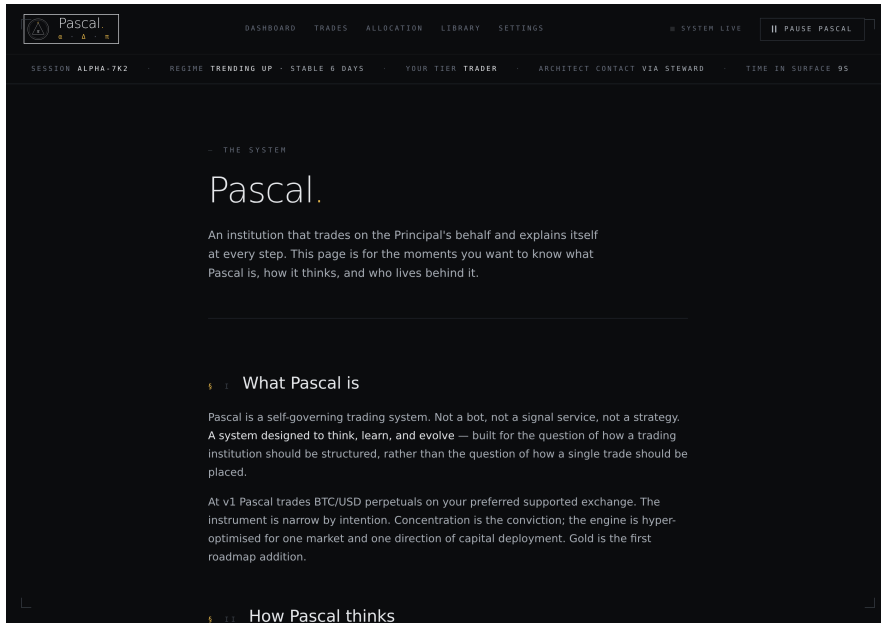 Pascal.
α · Δ · π
DASHBOARD TRADES ALLOCATION LIBRARY SETTINGS
SYSTEM LIVE
PAUSE PASCAL
SESSION ALPHA-7K2 · REGIME TRENDING UP · STABLE 6 DAYS · YOUR TIER TRADER · ARCHITECT CONTACT VIA STEWARD · TIME IN SURFACE 9S
— THE SYSTEM
Pascal.
An institution that trades on the Principal's behalf and explains itself
at every step. This page is for the moments you want to know what
Pascal is, how it thinks, and who lives behind it.
§ I What Pascal is
Pascal is a self-governing trading system. Not a bot, not a signal service, not a strategy.
A system designed to think, learn, and evolve — built for the question of how a trading
institution should be structured, rather than the question of how a single trade should be
placed.
At v1 Pascal trades BTC/USD perpetuals on your preferred supported exchange. The
instrument is narrow by intention. Concentration is the conviction; the engine is hyper-
optimised for one market and one direction of capital deployment. Gold is the first
roadmap addition.
§ II How Pascal thinks